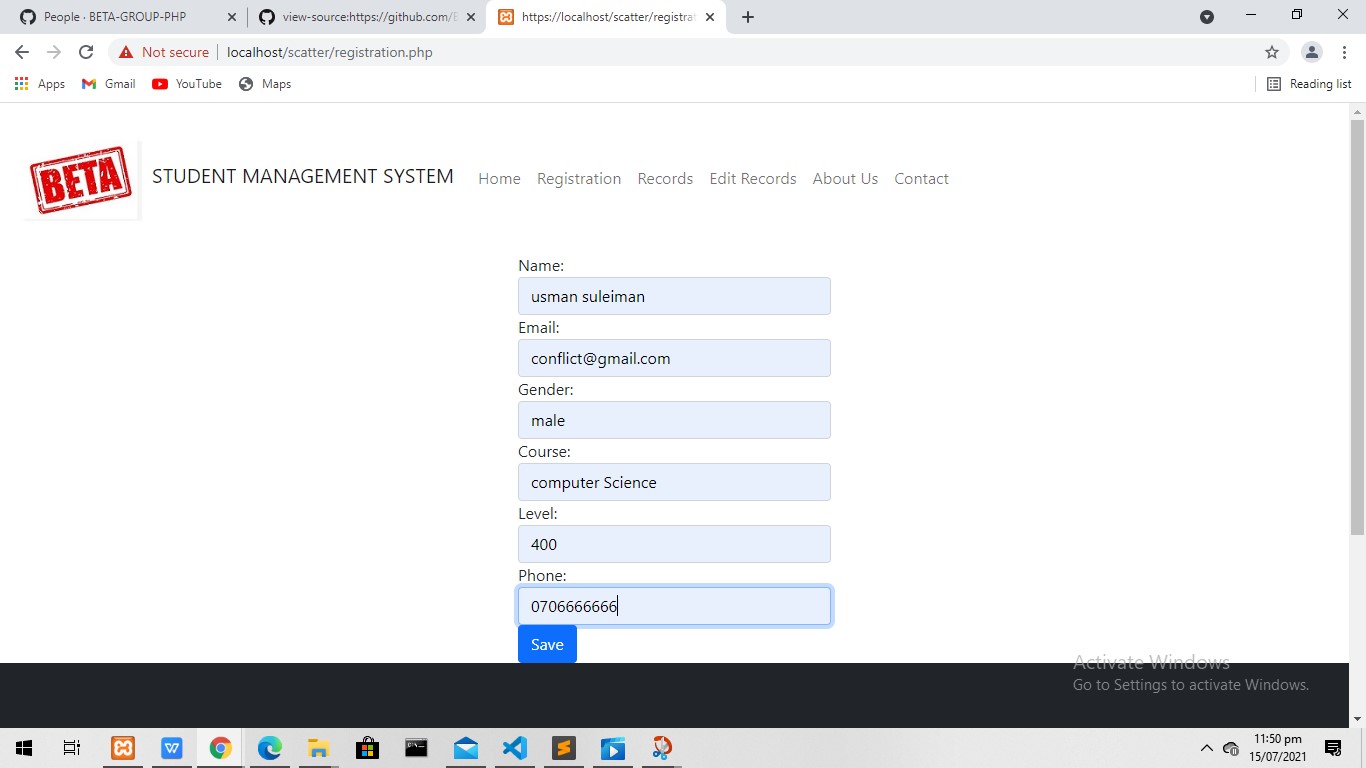 People · BETA-GROUP-PHP
view-source:https://github.com/
https://localhost/scatter/registrat
Not secure
localhost/scatter/registration.php
Apps
Gmail
YouTube
Maps
Reading list
BETA
STUDENT MANAGEMENT SYSTEM
Home
Registration
Records
Edit Records
About Us
Contact
Name:
usman suleiman
Email:
conflict@gmail.com
Gender:
male
Course:
computer Science
Level:
400
Phone:
0706666666
Save
Activate Windows
Go to Settings to activate Windows.
11:50 pm
15/07/2021